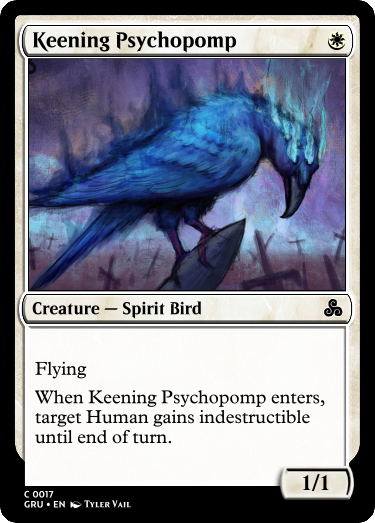 Keening Psychopomp
Creature — Spirit Bird
Flying
When Keening Psychopomp enters,
target Human gains indestructible
until end of turn.
1/1
C 0017
GRU • EN Tyler Vail